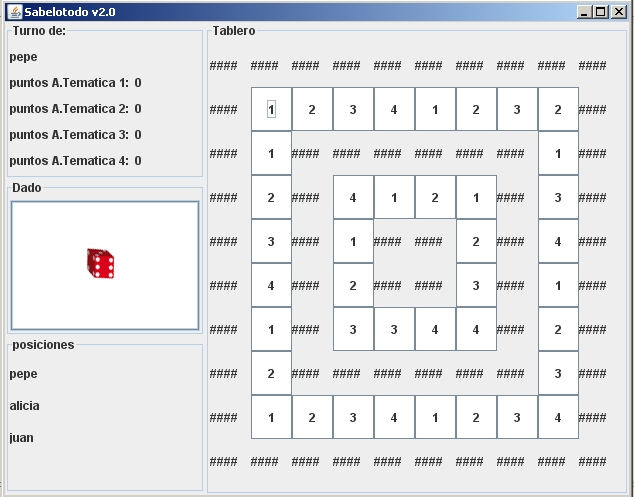 Sabelotodo v2.0
Turno de:
pepe
puntos A.Tematica 1: 0
puntos A.Tematica 2: 0
puntos A.Tematica 3: 0
puntos A.Tematica 4: 0
Dado
posiciones
pepe
alicia
juan
Tablero
#### #### #### #### #### #### #### #### #### ####
#### 1 2 3 4 1 2 3 2 ####
#### 1 #### #### #### #### #### #### 1 ####
#### 2 #### 4 1 2 1 #### 3 ####
#### 3 #### 1 #### #### 2 #### 4 ####
#### 4 #### 2 #### #### 3 #### 1 ####
#### 1 #### 3 3 4 4 #### 2 ####
#### 2 #### #### #### #### #### #### 3 ####
#### 1 2 3 4 1 2 3 4 ####
#### #### #### #### #### #### #### #### #### ####